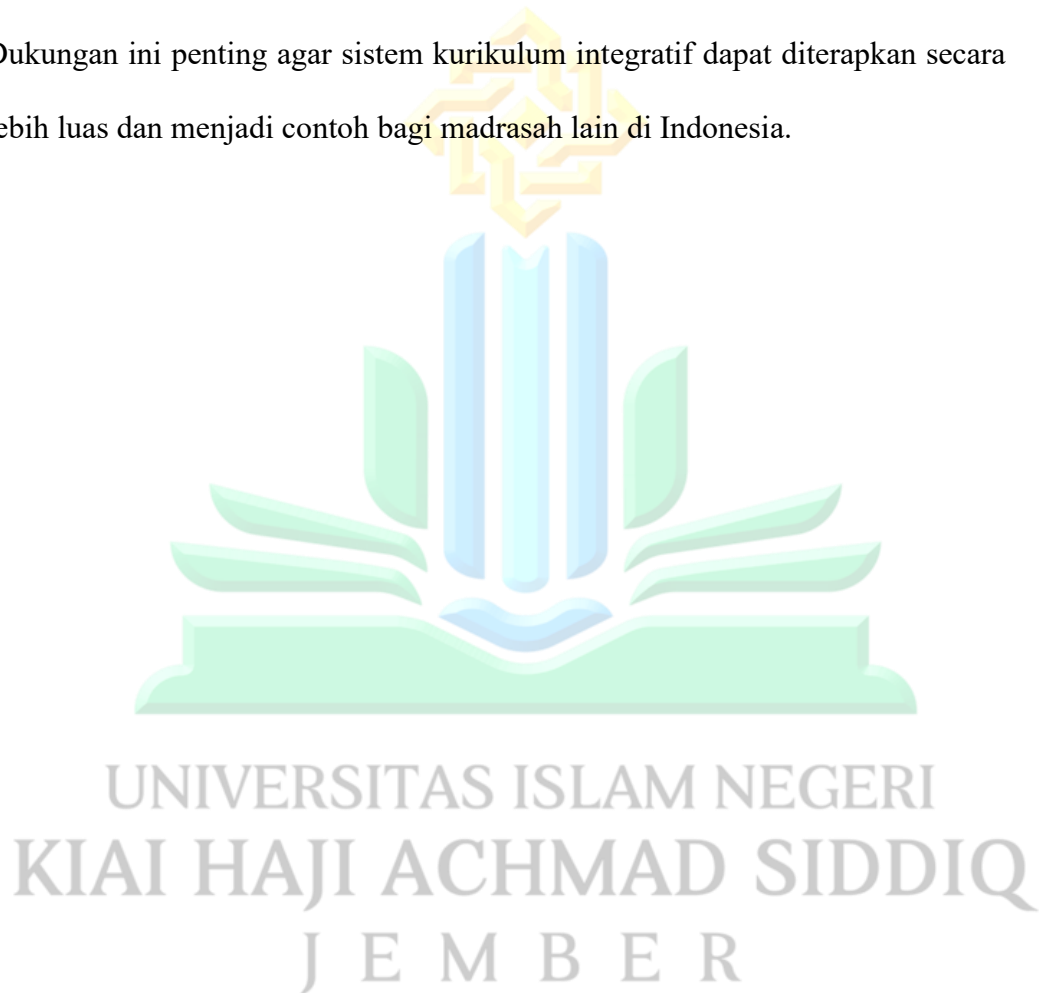 Dukungan ini penting agar sistem kurikulum integratif dapat diterapkan secara
lebih luas dan menjadi contoh bagi madrasah lain di Indonesia.
UNIVERSITAS ISLAM NEGERI
KIAI HAJI ACHMAD SIDDIQ
J E M B E R